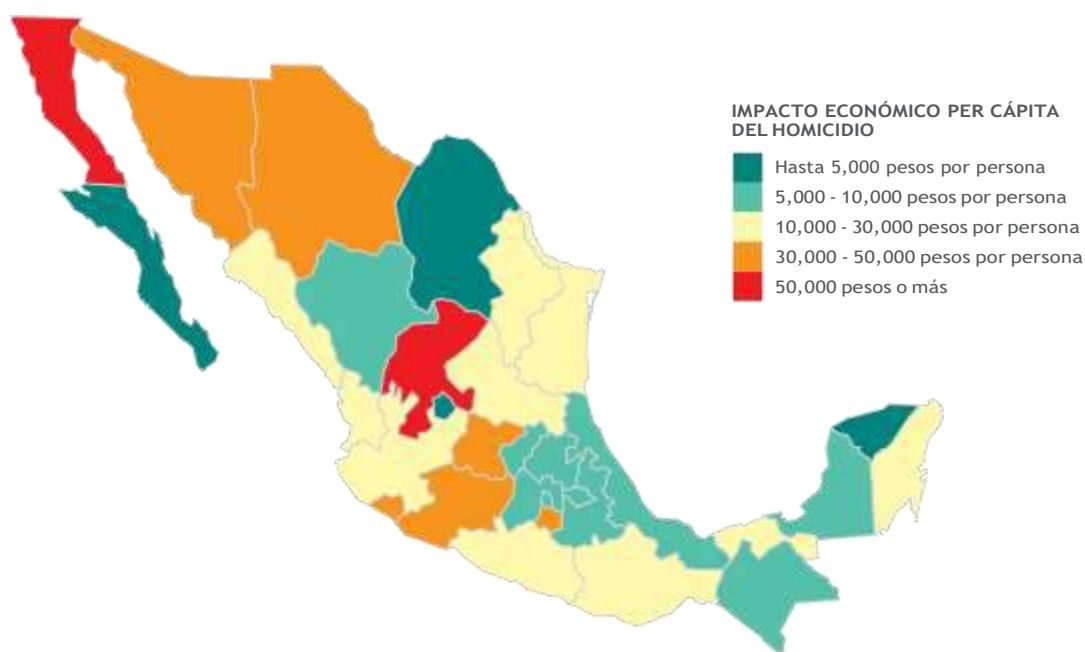 IMPACTO ECONÓMICO PER CÁPITA
DEL HOMICIDIO
Hasta 5,000 pesos por persona
5,000 - 10,000 pesos por persona
10,000 - 30,000 pesos por persona
30,000 - 50,000 pesos por persona
50,000 pesos o más